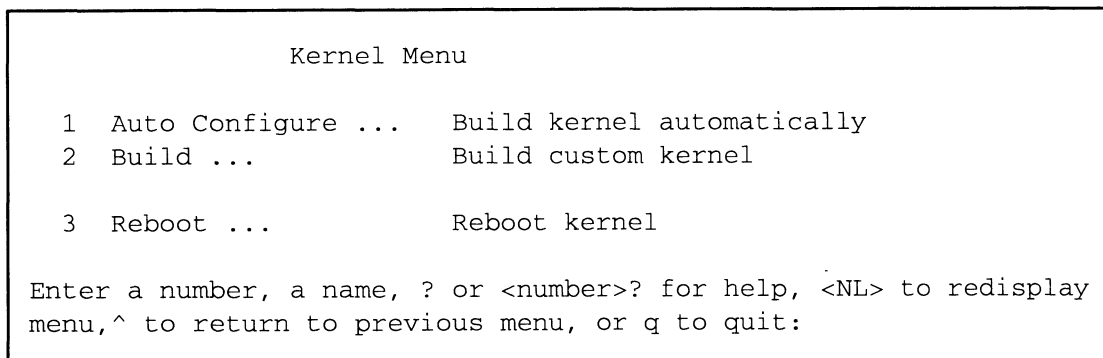 Kernel Menu
1 Auto Configure ... Build kernel automatically
2 Build ... Build custom kernel
3 Reboot ... Reboot kernel
Enter a number, a name, ? or <number>? for help, <NL> to redisplay
menu,^ to return to previous menu, or q to quit: